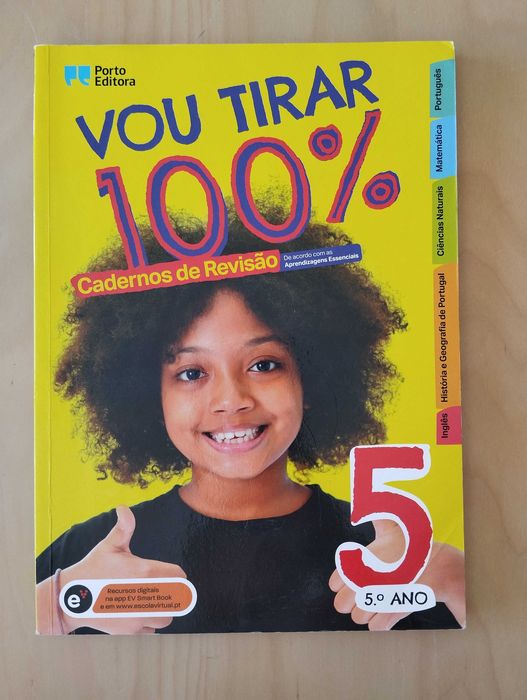 Porto
Editora
VOU TIRAR
100%
Cadernos de Revisão
De acordo com as
Aprendizagens Essenciais
Português
Matemática
Ciências Naturais
História e Geografia de Portugal
Inglês
5
5.º ANO
eV
Recursos digitais
na app EV Smart Book
e em www.escolavirtual.pt